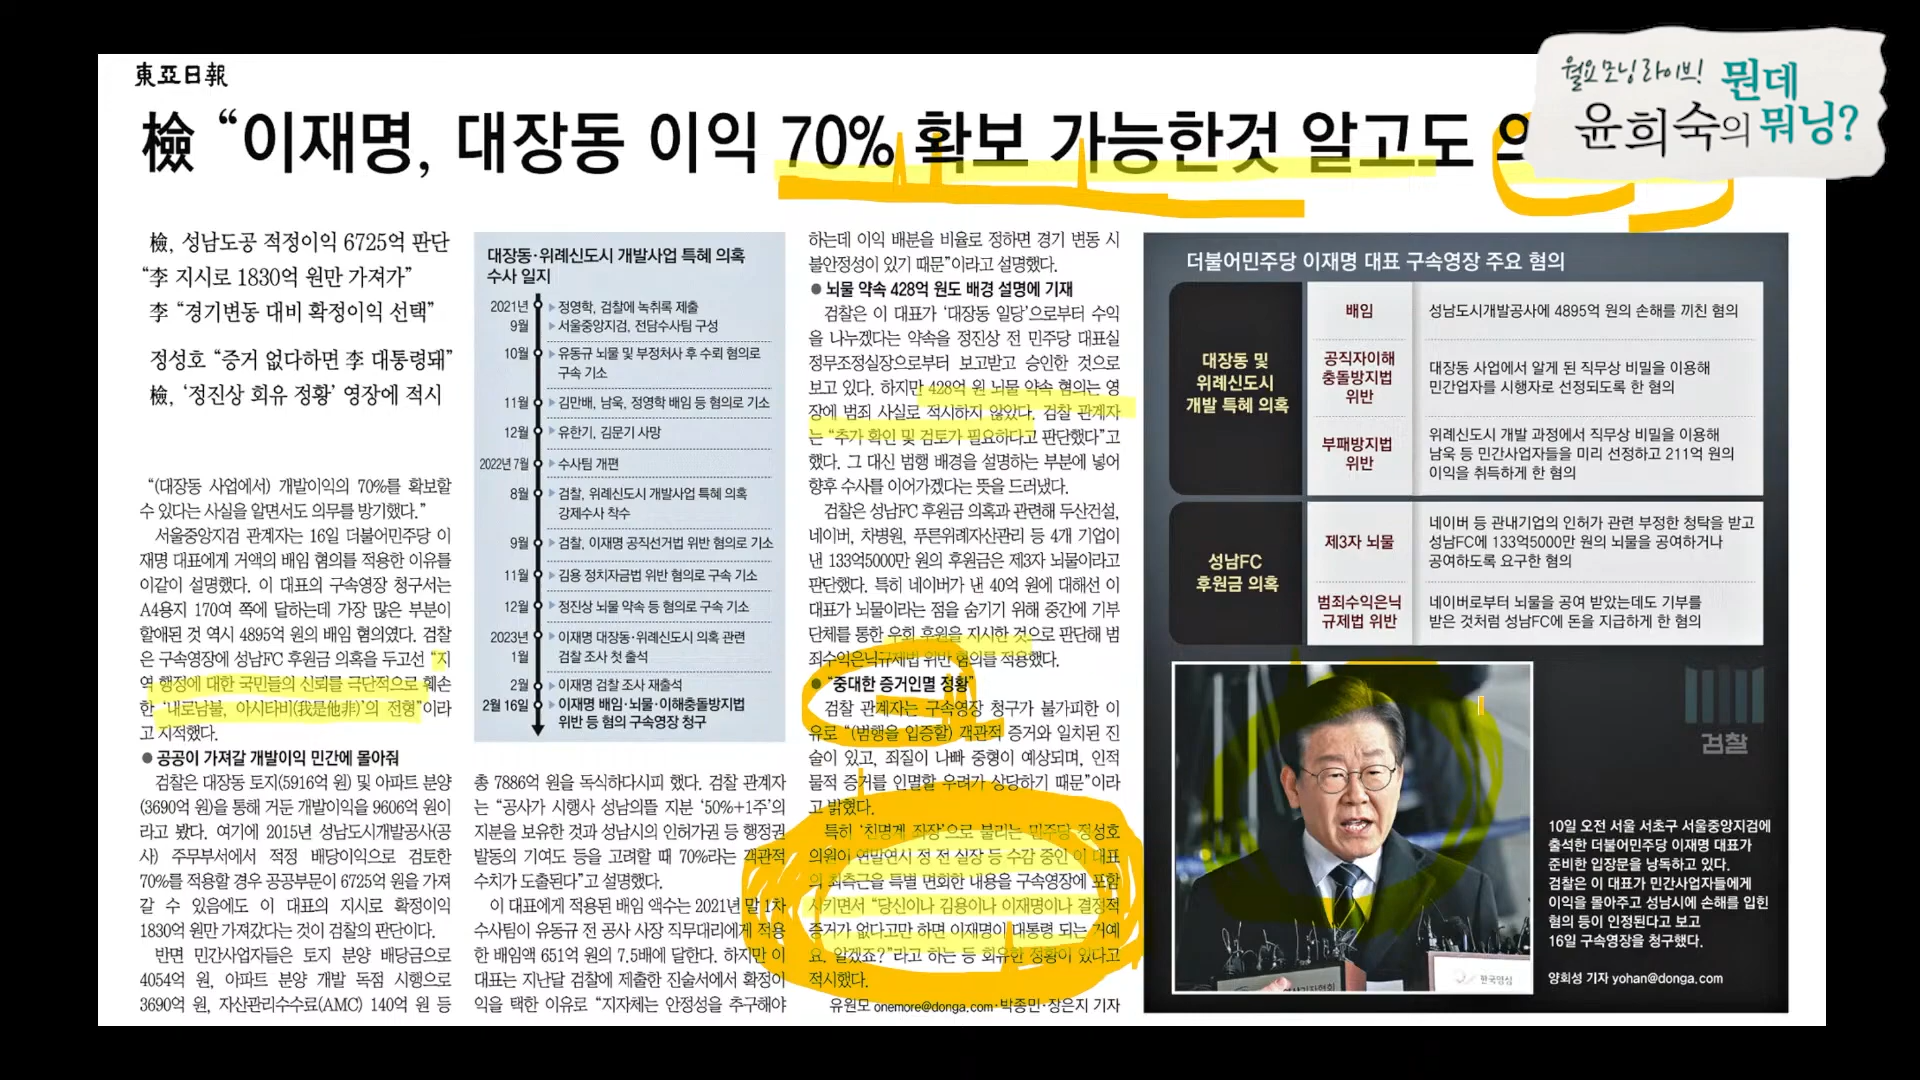 東亞日報
월요 모닝 라이브! 뭔데
윤희숙의 뭐닝?
檢 “이재명, 대장동 이익 70% 확보 가능한것 알고도
檢, 성남도공 적정이익 6725억 판단
“李 지시로 1830억 원만 가져가”
李 “경기변동 대비 확정이익 선택”
정성호 “증거 없다하면 李 대통령돼”
檢, ‘정진상 회유 정황’ 영장에 적시
“(대장동 사업에서) 개발이익의 70%를 확보할
수 있다는 사실을 알면서도 의무를 방기했다.”
서울중앙지검 관계자는 16일 더불어민주당 이
재명 대표에게 거액의 배임 혐의를 적용한 이유를
이같이 설명했다. 이 대표의 구속영장 청구서는
A4용지 170여 쪽에 달하는데 가장 많은 부분이
할애된 것 역시 4895억 원의 배임 혐의였다. 검찰
은 구속영장에 성남FC 후원금 의혹을 두고선 “지
역 행정에 대한 국민들의 신뢰를 극단적으로 훼손
한 ‘내로남불, 아시타비(我是他非)’의 전형”이라
고 지적했다.
● 공공이 가져갈 개발이익 민간에 몰아줘
검찰은 대장동 토지(5916억 원) 및 아파트 분양
(3690억 원)을 통해 거둔 개발이익을 9606억 원이
라고 봤다. 여기에 2015년 성남도시개발공사(공
사) 주무부서에서 적정 배당이익으로 검토한
70%를 적용할 경우 공공부문이 6725억 원을 가져
갈 수 있음에도 이 대표의 지시로 확정이익
1830억 원만 가져갔다는 것이 검찰의 판단이다.
반면 민간사업자들은 토지 분양 배당금으로
4054억 원, 아파트 분양 개발 독점 시행으로
3690억 원, 자산관리수수료(AMC) 140억 원 등
대장동·위례신도시 개발사업 특혜 의혹
수사 일지
2021년
9월
▶정영학, 검찰에 녹취록 제출
▶서울중앙지검, 전담수사팀 구성
10월 ▶유동규 뇌물 및 부정처사 후 수뢰 혐의로
구속 기소
11월 ▶김만배, 남욱, 정영학 배임 등 혐의로 기소
12월 ▶유한기, 김문기 사망
2022년 7월 ▶수사팀 개편
8월 ▶검찰, 위례신도시 개발사업 특혜 의혹
강제수사 착수
9월 ▶검찰, 이재명 공직선거법 위반 혐의로 기소
11월 ▶김용 정치자금법 위반 혐의로 구속 기소
12월 ▶정진상 뇌물 약속 등 혐의로 구속 기소
2023년
1월
▶이재명 대장동·위례신도시 의혹 관련
검찰 조사 첫 출석
2월 ▶이재명 검찰 조사 재출석
2월 16일 ▶이재명 배임·뇌물·이해충돌방지법
위반 등 혐의 구속영장 청구
총 7886억 원을 독식하다시피 했다. 검찰 관계자
는 “공사가 시행사 성남의뜰 지분 ‘50%+1주’의
지분을 보유한 것과 성남시의 인허가권 등 행정권
발동의 기여도 등을 고려할 때 70%라는 객관적
수치가 도출된다”고 설명했다.
이 대표에게 적용된 배임 액수는 2021년 말 1차
수사팀이 유동규 전 공사 사장 직무대리에게 적용
한 배임액 651억 원의 7.5배에 달한다. 하지만 이
대표는 지난달 검찰에 제출한 진술서에서 확정이
익을 택한 이유로 “지자체는 안정성을 추구해야
하는데 이익 배분을 비율로 정하면 경기 변동 시
불안정성이 있기 때문”이라고 설명했다.
● 뇌물 약속 428억 원도 배경 설명에 기재
검찰은 이 대표가 ‘대장동 일당’으로부터 수익
을 나누겠다는 약속을 정진상 전 민주당 대표실
정무조정실장으로부터 보고받고 승인한 것으로
보고 있다. 하지만 428억 원 뇌물 약속 혐의는 영
장에 범죄 사실로 적시하지 않았다. 검찰 관계자
는 “추가 확인 및 검토가 필요하다고 판단했다”고
했다. 그 대신 범행 배경을 설명하는 부분에 넣어
향후 수사를 이어가겠다는 뜻을 드러냈다.
검찰은 성남FC 후원금 의혹과 관련해 두산건설,
네이버, 차병원, 푸른위례자산관리 등 4개 기업이
낸 133억5000만 원의 후원금은 제3자 뇌물이라고
판단했다. 특히 네이버가 낸 40억 원에 대해선 이
대표가 뇌물이라는 점을 숨기기 위해 중간에 기부
단체를 통한 우회 후원을 지시한 것으로 판단해 범
죄수익은닉규제법 위반 혐의를 적용했다.
● “중대한 증거인멸 정황”
검찰 관계자는 구속영장 청구가 불가피한 이
유로 “(범행을 입증할) 객관적 증거와 일치된 진
술이 있고, 죄질이 나빠 중형이 예상되며, 인적
물적 증거를 인멸할 우려가 상당하기 때문”이라
고 밝혔다.
특히 ‘친명계 좌장’으로 불리는 민주당 정성호
의원이 연말연시 정 전 실장 등 수감 중인 이 대표
의 최측근을 특별 면회한 내용을 구속영장에 포함
시키면서 “당신이나 김용이나 이재명이나 결정적
증거가 없다고만 하면 이재명이 대통령 되는 거예
요. 알겠죠?”라고 하는 등 회유한 정황이 있다고
적시했다.
유원모 onemore@donga.com·박종민·장은지 기자
더불어민주당 이재명 대표 구속영장 주요 혐의
대장동 및
위례신도시
개발 특혜 의혹
배임
성남도시개발공사에 4895억 원의 손해를 끼친 혐의
공직자이해
충돌방지법
위반
대장동 사업에서 알게 된 직무상 비밀을 이용해
민간업자를 시행자로 선정되도록 한 혐의
부패방지법
위반
위례신도시 개발 과정에서 직무상 비밀을 이용해
남욱 등 민간사업자들을 미리 선정하고 211억 원의
이익을 취득하게 한 혐의
성남FC
후원금 의혹
제3자 뇌물
네이버 등 관내기업의 인허가 관련 부정한 청탁을 받고
성남FC에 133억5000만 원의 뇌물을 공여하거나
공여하도록 요구한 혐의
범죄수익은닉
규제법 위반
네이버로부터 뇌물을 공여 받았는데도 기부를
받은 것처럼 성남FC에 돈을 지급하게 한 혐의
검찰
10일 오전 서울 서초구 서울중앙지검에
출석한 더불어민주당 이재명 대표가
준비한 입장문을 낭독하고 있다.
검찰은 이 대표가 민간사업자들에게
이익을 몰아주고 성남시에 손해를 입힌
혐의 등이 인정된다고 보고
16일 구속영장을 청구했다.
양회성 기자 yohan@donga.com